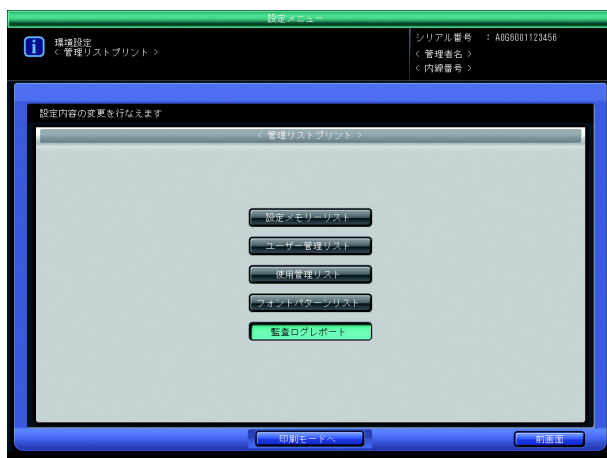 設定メニュー
環境設定
< 管理リストプリント >
シリアル番号 : A0G6001123456
< 管理者名 >
< 内線番号 >
設定内容の変更を行なえます
< 管理リストプリント >
設定メモリーリスト
ユーザー管理リスト
使用管理リスト
フォントパターンリスト
監査ログレポート
印刷モードへ
前画面